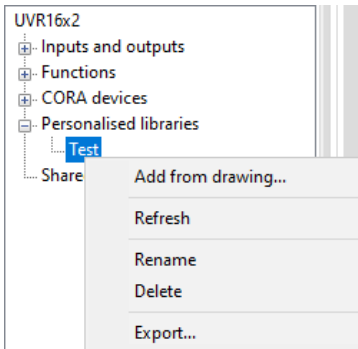 UVR16x2
Inputs and outputs
Functions
CORA devices
Personalised libraries
Test
Share
Add from drawing...
Refresh
Rename
Delete
Export...